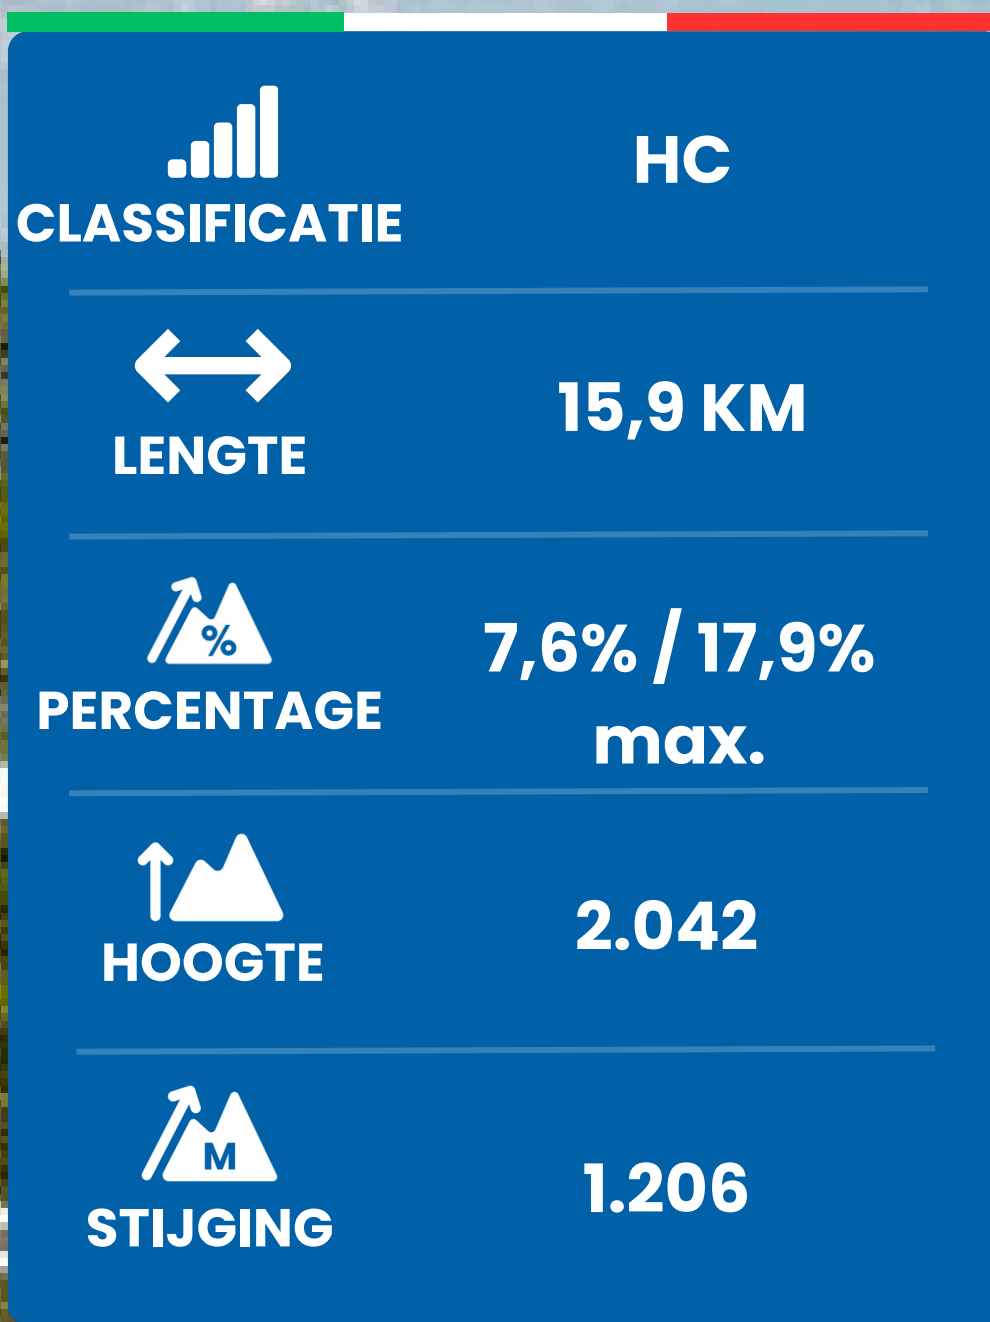 HC
CLASSIFICATIE
15,9 KM
LENGTE
%
7,6% / 17,9%
max.
PERCENTAGE
2.042
HOOGTE
M
1.206
STIJGING